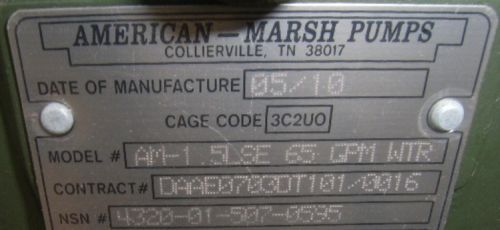 AMERICAN-MARSH PUMPS
COLLIERVILLE, TN 38017
DATE OF MANUFACTURE 05/10
CAGE CODE 3C2U0
MODEL # AM-1.5LSE 65 GPM WTR
CONTRACT# DAAE0703DT101/0016
NSN # 4320-01-507-0595